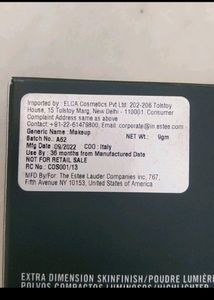 Imported by : ELCA Cosmetics Pvt Ltd. 202-206 Tolstoy
House, 15 Tolstoy Marg, New Delhi - 110001. Consumer
Complaint Address same as above
Contact :+91-22-61479800, Email: corporate@in.estee.com
Generic Name : Makeup
Batch No. : A62 Net Wt.: 9gm
Mfg Date :09/2022 COO : Italy
Use By : 36 months from Manufactured Date
NOT FOR RETAIL SALE
RC No. : COS001/13
MFD By/For: The Estee Lauder Companies inc, 767,
Fifth Avenue NY 10153, United States of America
EXTRA DIMENSION SKINFINISH/POUDRE LUMIÈRE
POLVOS COMPACTOS LUMINOSOS/HIGHLIGHTER